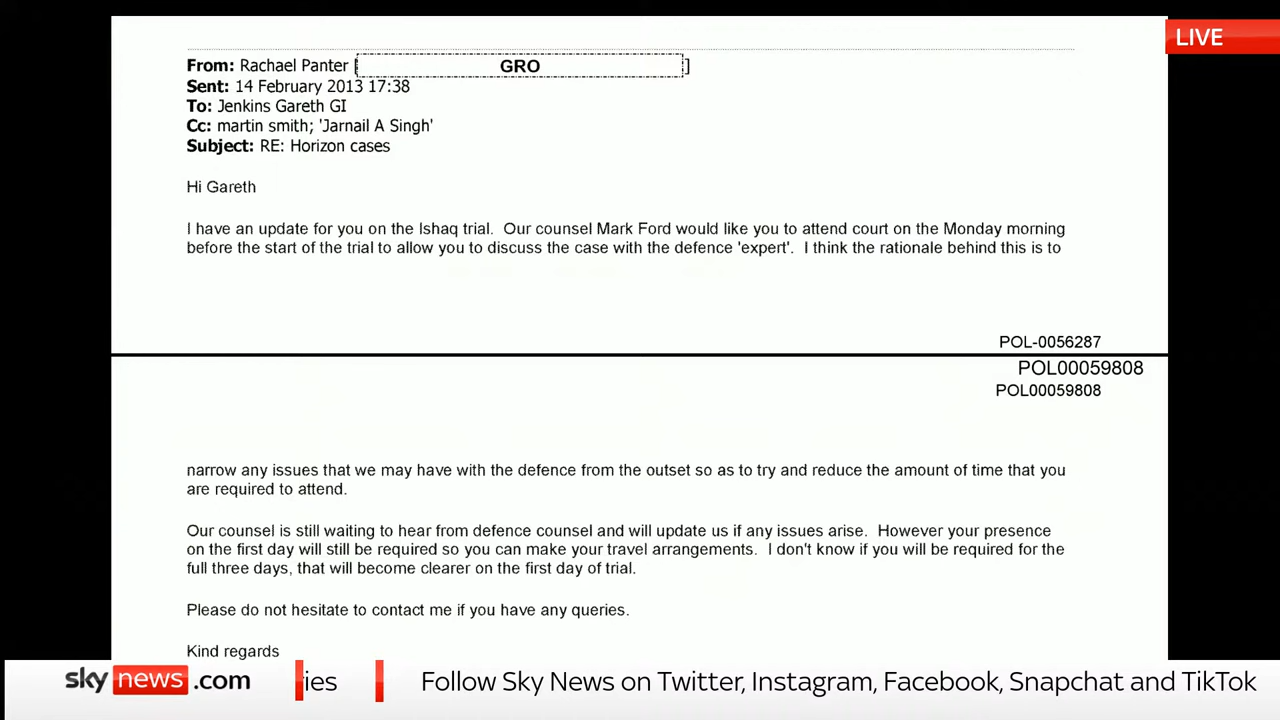 LIVE
From: Rachael Panter [ GRO ]
Sent: 14 February 2013 17:38
To: Jenkins Gareth GI
Cc: martin smith; 'Jarnail A Singh'
Subject: RE: Horizon cases
Hi Gareth
I have an update for you on the Ishaq trial. Our counsel Mark Ford would like you to attend court on the Monday morning
before the start of the trial to allow you to discuss the case with the defence 'expert'. I think the rationale behind this is to
POL-0056287
POL00059808
POL00059808
narrow any issues that we may have with the defence from the outset so as to try and reduce the amount of time that you
are required to attend.
Our counsel is still waiting to hear from defence counsel and will update us if any issues arise. However your presence
on the first day will still be required so you can make your travel arrangements. I don't know if you will be required for the
full three days, that will become clearer on the first day of trial.
Please do not hesitate to contact me if you have any queries.
Kind regards
sky news.com ies Follow Sky News on Twitter, Instagram, Facebook, Snapchat and TikTok